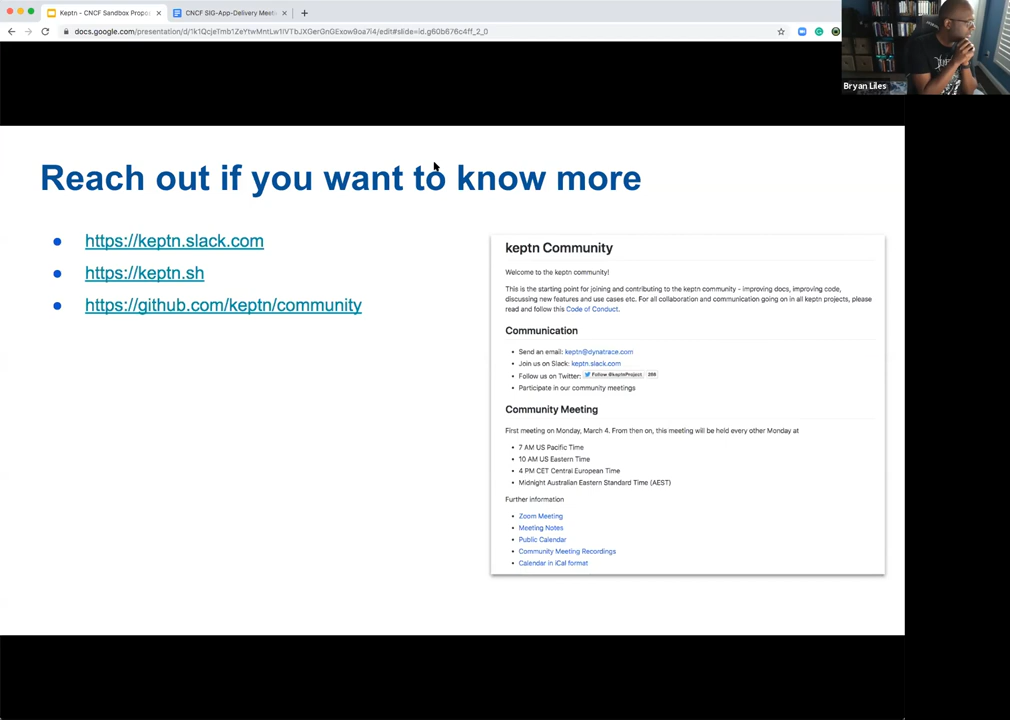 Keptn - CNCF Sandbox Propo
CNCF SIG-App-Delivery Meet
docs.google.com/presentation/d/1k1QcjeTmb1ZeYtwMntLw1IVTbJXGerGnGExow9oa7i4/edit#slide=id.g60b676c4ff_2_0
Bryan Liles
Reach out if you want to know more
https://keptn.slack.com
https://keptn.sh
https://github.com/keptn/community
keptn Community
Welcome to the keptn community!
This is the starting point for joining and contributing to the keptn community - improving docs, improving code,
discussing new features and use cases etc. For all collaboration and communication going on in all keptn projects, please
read and follow this Code of Conduct.
Communication
Send an email: keptn@dynatrace.com
Join us on Slack: keptn.slack.com
Follow us on Twitter: Follow @keptnProject 266
Participate in our community meetings
Community Meeting
First meeting on Monday, March 4. From then on, this meeting will be held every other Monday at
7 AM US Pacific Time
10 AM US Eastern Time
4 PM CET Central European Time
Midnight Australian Eastern Standard Time (AEST)
Further information
Zoom Meeting
Meeting Notes
Public Calendar
Community Meeting Recordings
Calendar in iCal format